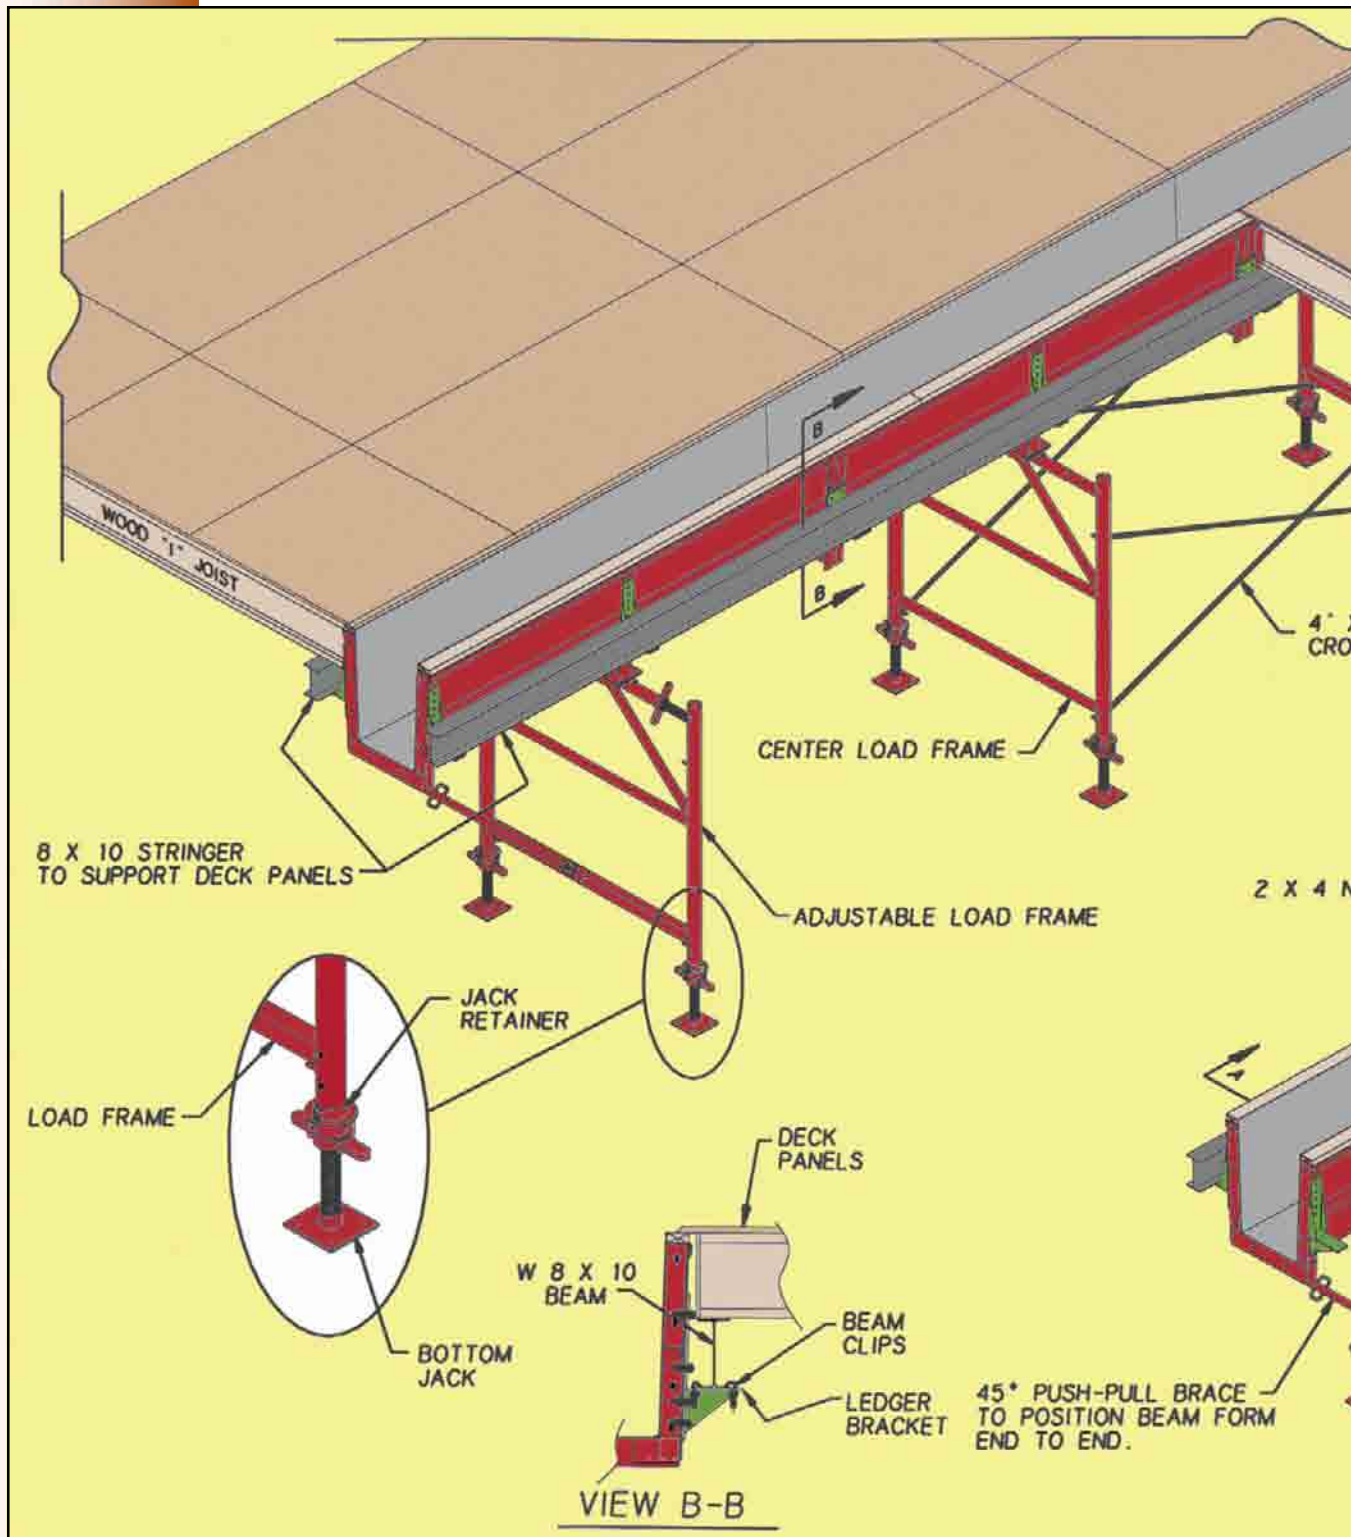 WOOD "I" JOIST
B
B
4' X
CRO
CENTER LOAD FRAME
8 X 10 STRINGER
TO SUPPORT DECK PANELS
2 X 4 N
ADJUSTABLE LOAD FRAME
JACK
RETAINER
LOAD FRAME
A
DECK
PANELS
W 8 X 10
BEAM
BEAM
CLIPS
BOTTOM
JACK
LEDGER
BRACKET
45° PUSH-PULL BRACE
TO POSITION BEAM FORM
END TO END.
VIEW B-B